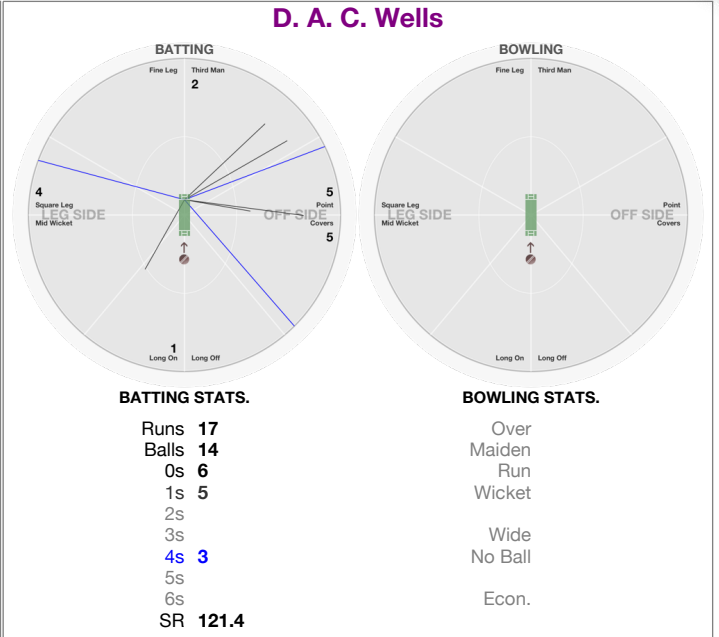 D. A. C. Wells
BATTING
Fine Leg
Third Man
2
4
Square Leg
LEG SIDE
Mid Wicket
5
Point
OFF SIDE
Covers
5
1
Long On
Long Off
BOWLING
Fine Leg
Third Man
Square Leg
LEG SIDE
Mid Wicket
Point
OFF SIDE
Covers
Long On
Long Off
BATTING STATS.
Runs 17
Balls 14
0s 6
1s 5
2s
3s
4s 3
5s
6s
SR 121.4
BOWLING STATS.
Over
Maiden
Run
Wicket
Wide
No Ball
Econ.